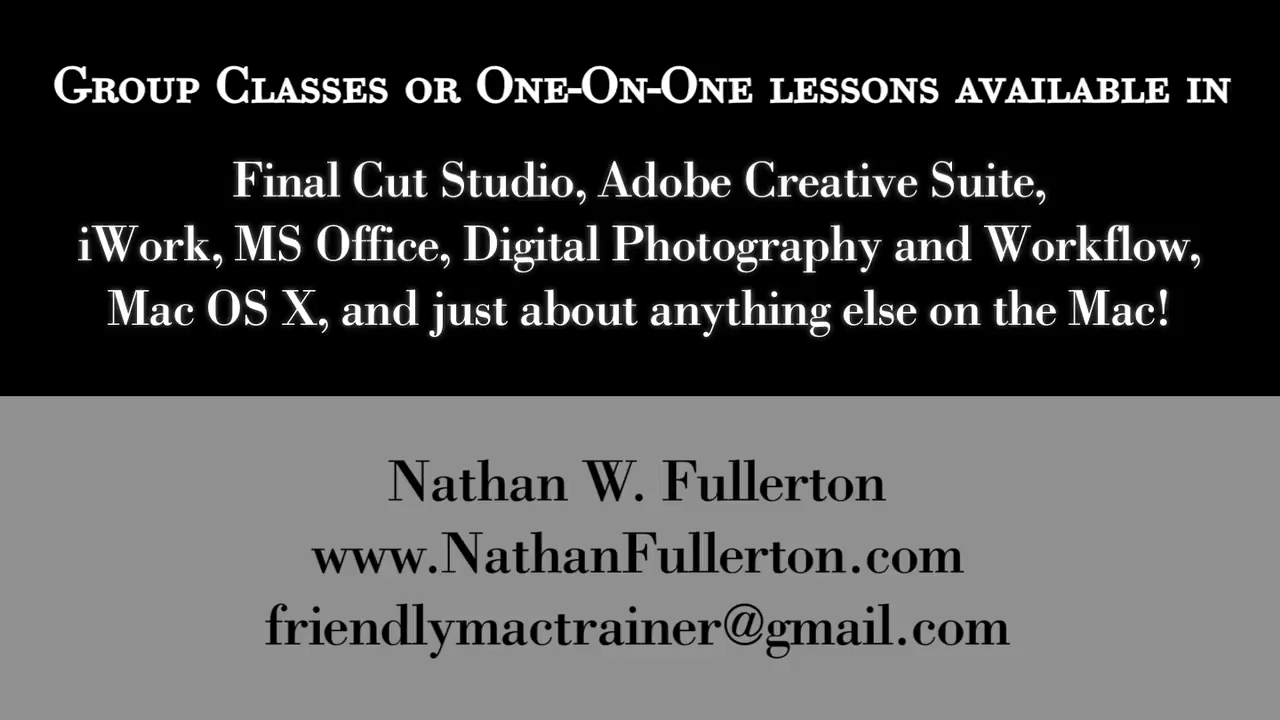 Group Classes or One-On-One lessons available in
Final Cut Studio, Adobe Creative Suite,
iWork, MS Office, Digital Photography and Workflow,
Mac OS X, and just about anything else on the Mac!
Nathan W. Fullerton
www.NathanFullerton.com
friendlymactrainer@gmail.com